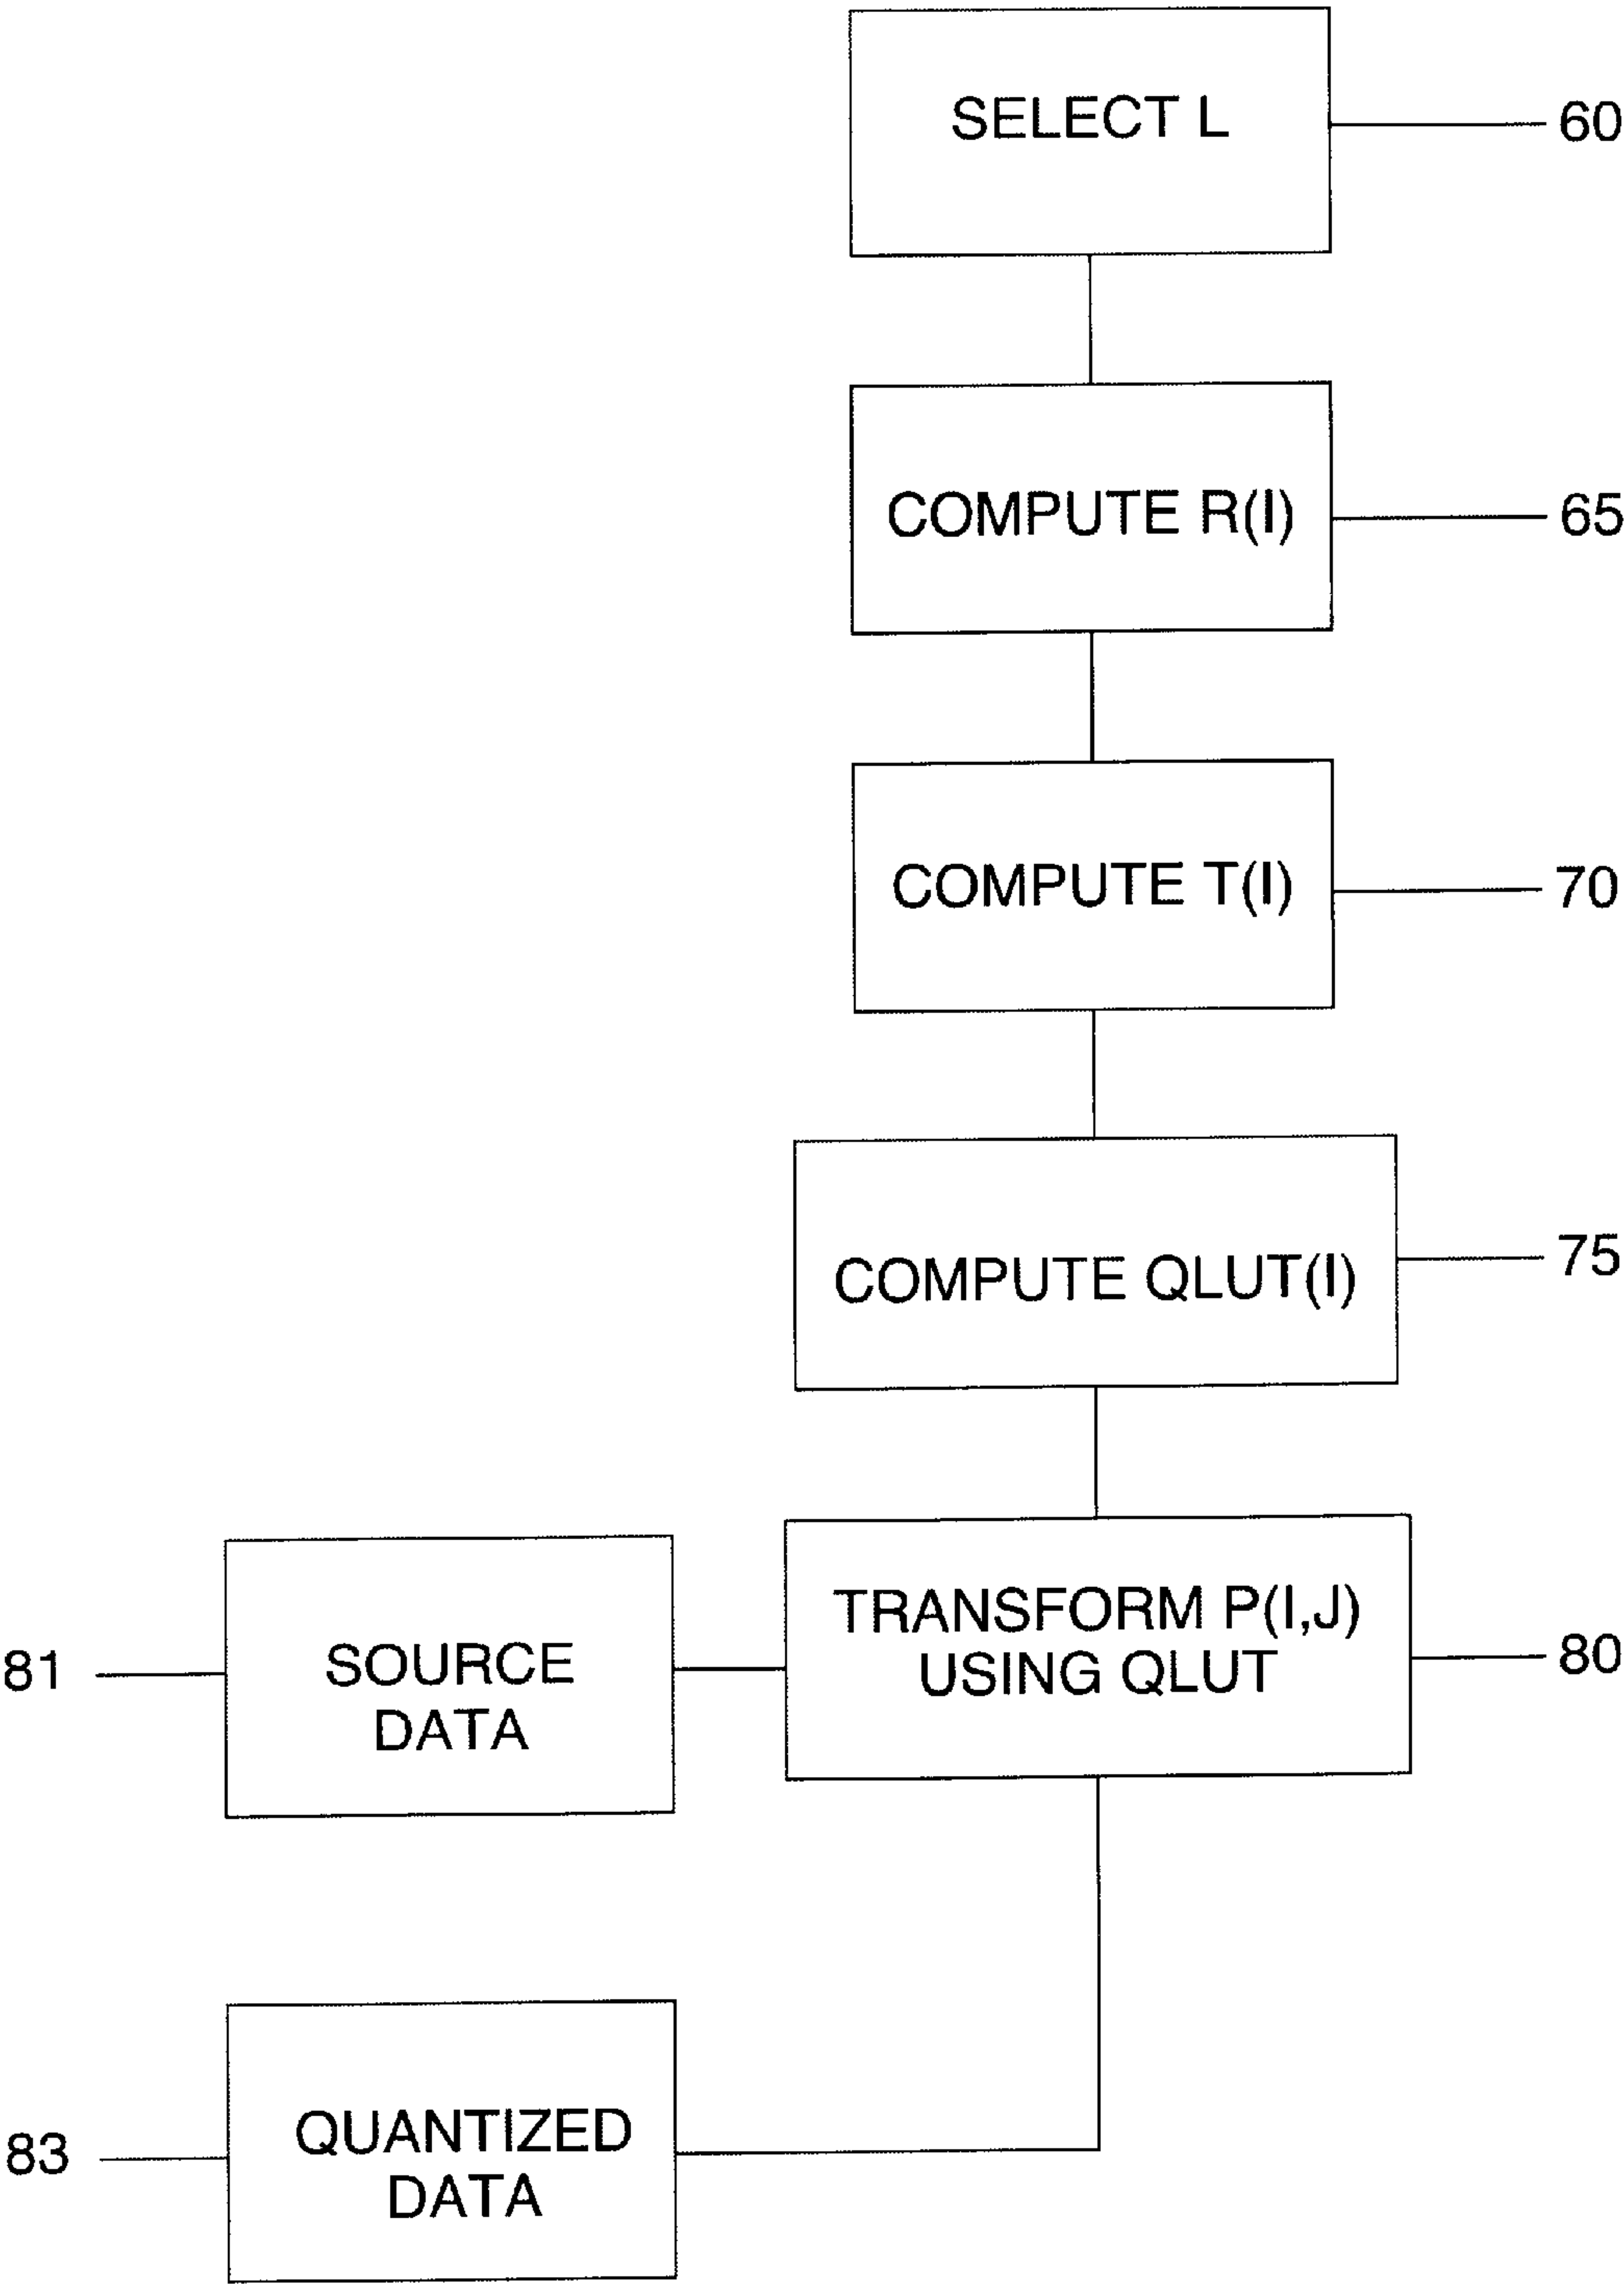 SELECT L
60
COMPUTE R(I)
65
COMPUTE T(I)
70
COMPUTE QLUT(I)
75
TRANSFORM P(I,J)
USING QLUT
80
81
SOURCE
DATA
83
QUANTIZED
DATA